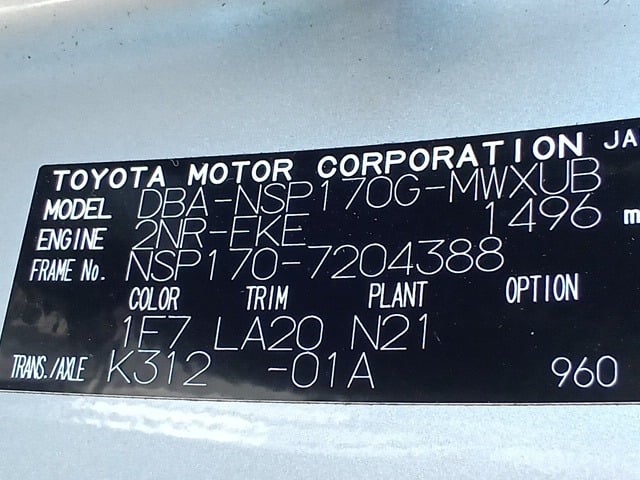 TOYOTA MOTOR CORPORATION JA
MODEL DBA-NSP170G-MWXUB
ENGINE 2NR-FKE 1496 m
FRAME No. NSP170-7204388
COLOR TRIM PLANT OPTION
1F7 LA20 N21
TRANS./AXLE K312 -01A 960